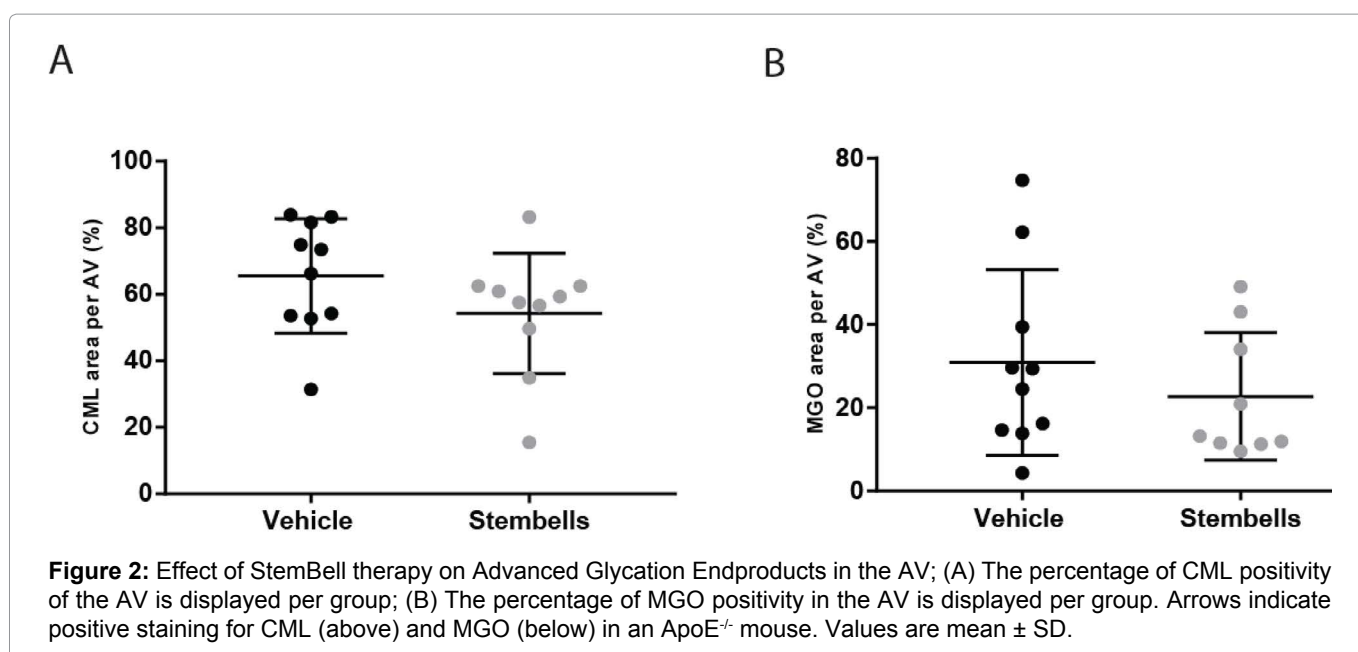 A
B
CML area per AV (%)
100
80
60
40
20
0
Vehicle
Stembells
MGO area per AV (%)
80
60
40
20
0
Vehicle
Stembells
Figure 2: Effect of StemBell therapy on Advanced Glycation Endproducts in the AV; (A) The percentage of CML positivity
of the AV is displayed per group; (B) The percentage of MGO positivity in the AV is displayed per group. Arrows indicate
positive staining for CML (above) and MGO (below) in an ApoE-/- mouse. Values are mean ± SD.